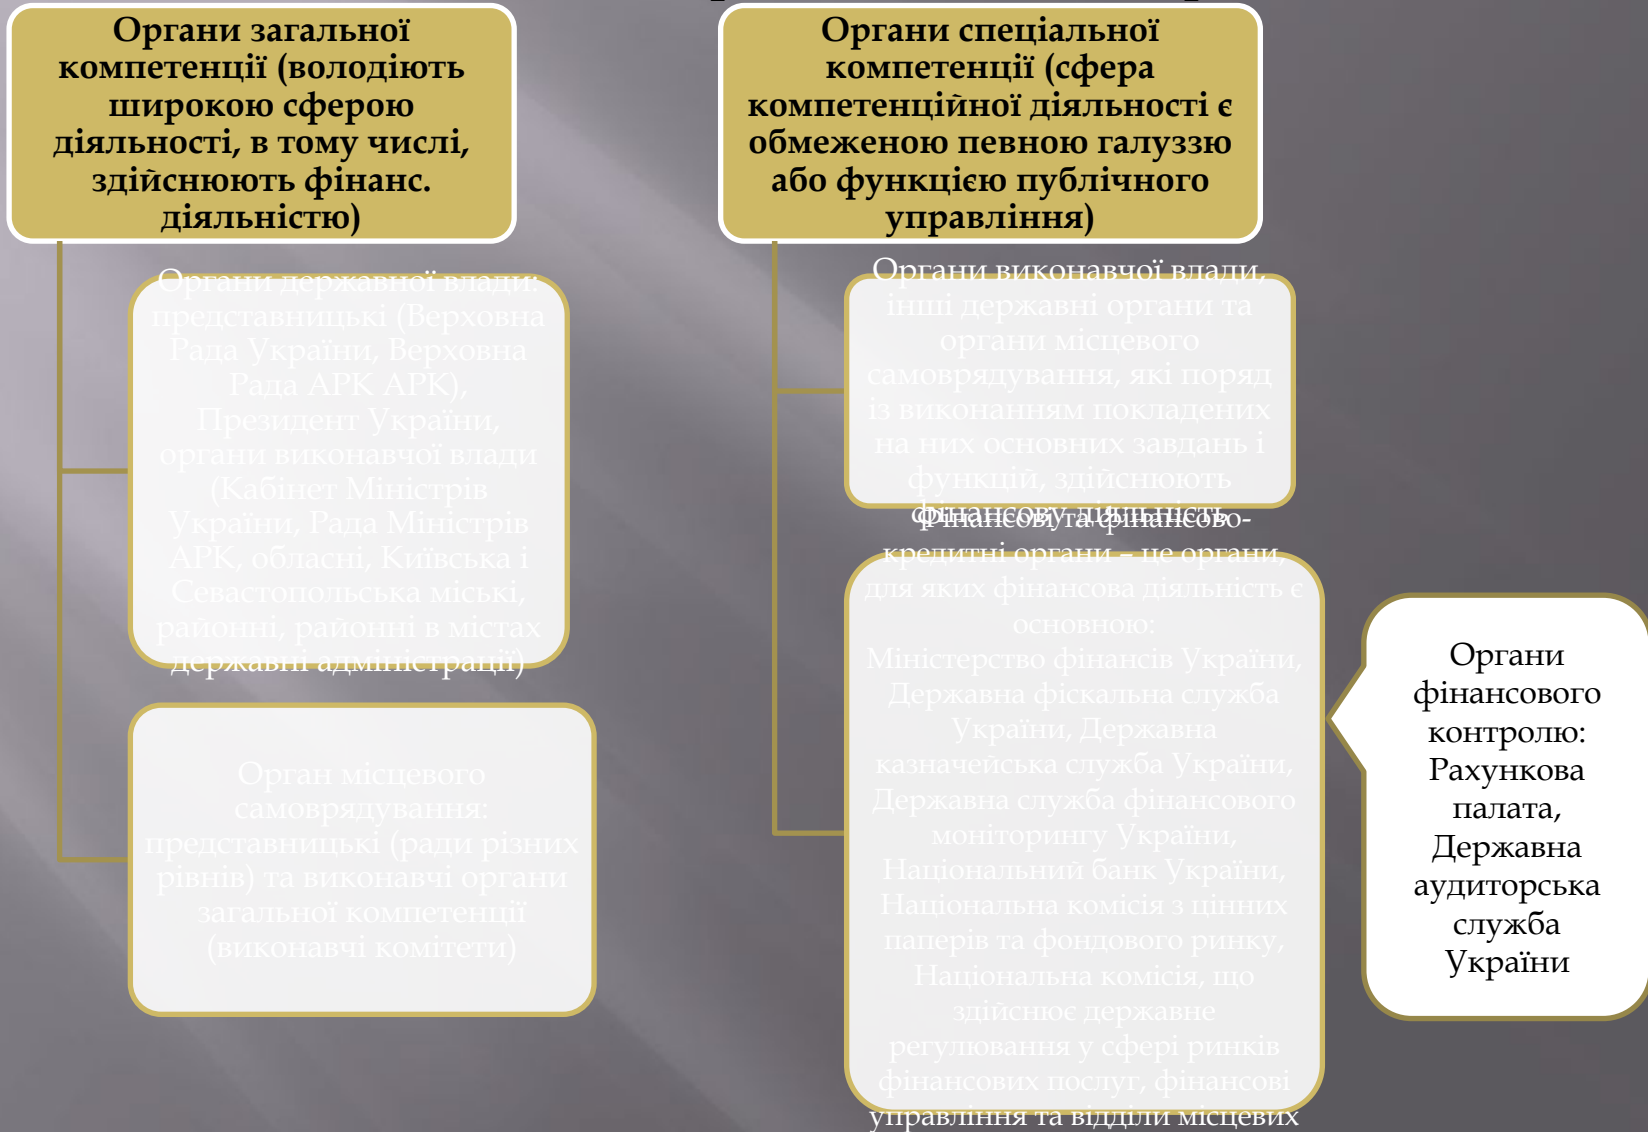 Органи загальної
компетенції (володіють
широкою сферою
діяльності, в тому числі,
здійснюють фінанс.
діяльністю)
Органи державної влади:
представницькі (Верховна
Рада України, Верховна
Рада АРК АРК),
Президент України,
органи виконавчої влади
(Кабінет Міністрів
України, Рада Міністрів
АРК, обласні, Київська і
Севастопольська міські,
районні, районні в містах
державні адміністрації)
Орган місцевого
самоврядування:
представницькі (ради різних
рівнів) та виконавчі органи
загальної компетенції
(виконавчі комітети)
Органи спеціальної
компетенції (сфера
компетенційної діяльності є
обмеженою певною галуззю
або функцією публічного
управління)
Органи виконавчої влади,
інші державні органи та
органи місцевого
самоврядування, які поряд
із виконанням покладених
на них основних завдань і
функцій, здійснюють
фінансову діяльність
Фінансові та фінансово-
кредитні органи – це органи,
для яких фінансова діяльність є
основною:
Міністерство фінансів України,
Державна фіскальна служба
України, Державна
казначейська служба України,
Державна служба фінансового
моніторингу України,
Національний банк України,
Національна комісія з цінних
паперів та фондового ринку,
Національна комісія, що
здійснює державне
регулювання у сфері ринків
фінансових послуг, фінансові
управління та відділи місцевих
Органи
фінансового
контролю:
Рахункова
палата,
Державна
аудиторська
служба
України